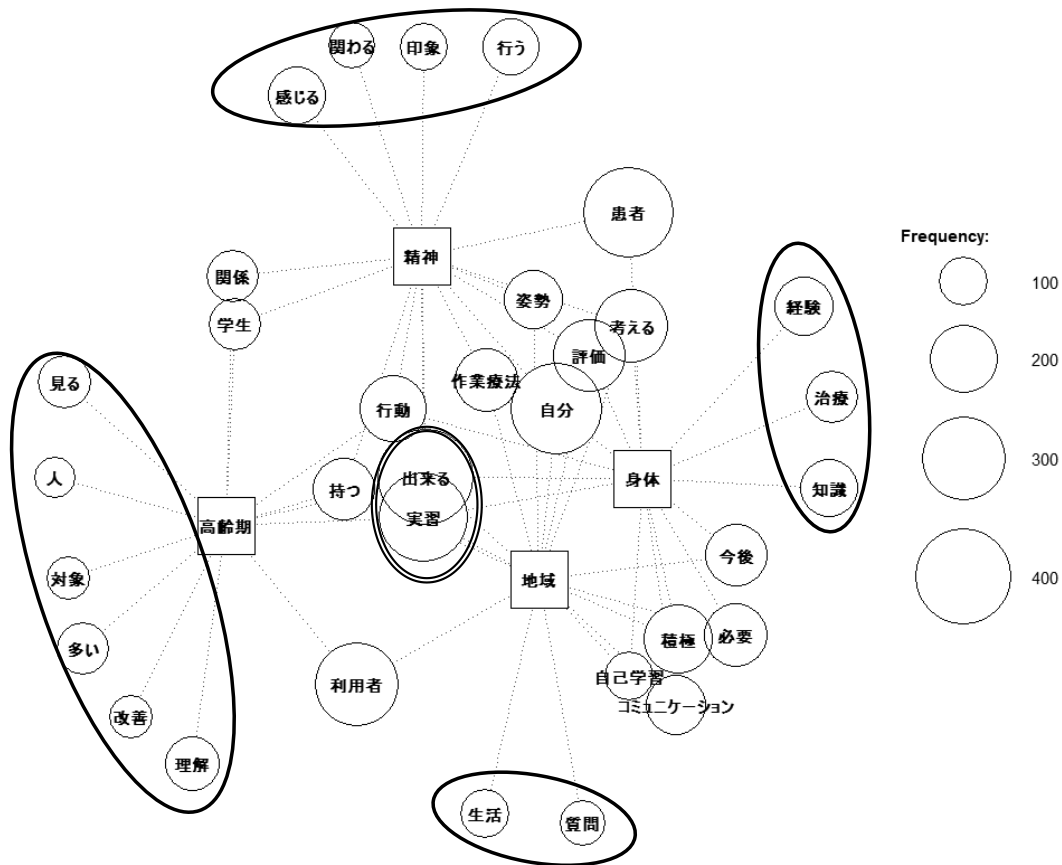 関わる
印象
行う
感じる
患者
Frequency:
精神
関係
姿勢
100
経験
学生
考える
評価
200
見る
作業療法
治療
行動
自分
300
人
出来る
身体
持つ
知識
実習
高齢期
今後
対象
地域
400
多い
積極
必要
自己学習
利用者
コミュニケーション
改善
理解
生活
質問